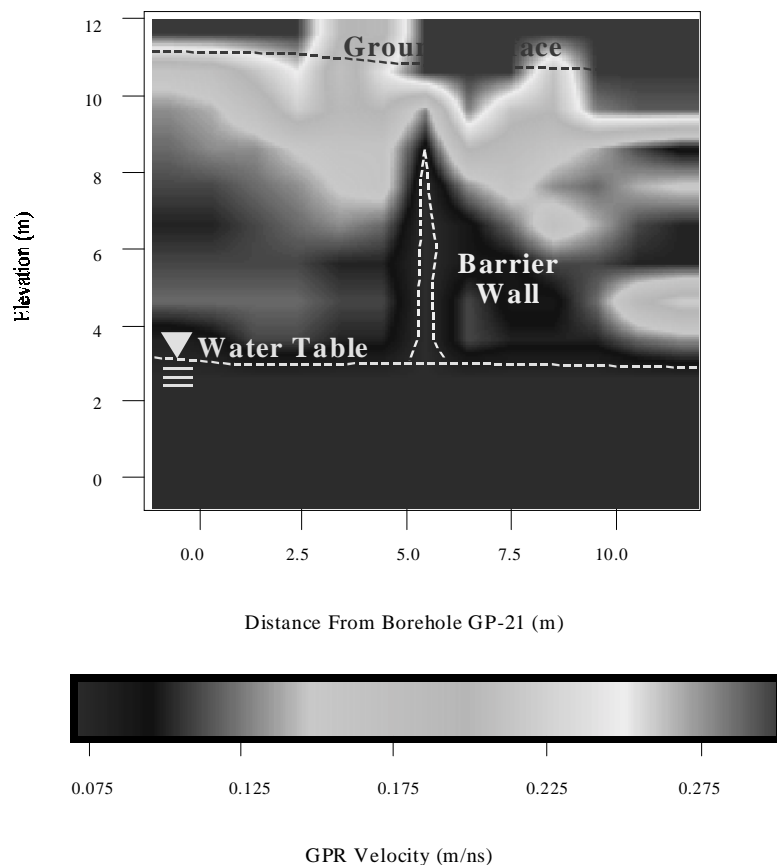 12
Groun ace
10
8
6
4
2
0
Elevation (m)
Barrier
Wall
Water Table
0.0 2.5 5.0 7.5 10.0
Distance From Borehole GP-21 (m)
0.075 0.125 0.175 0.225 0.275
GPR Velocity (m/ns)